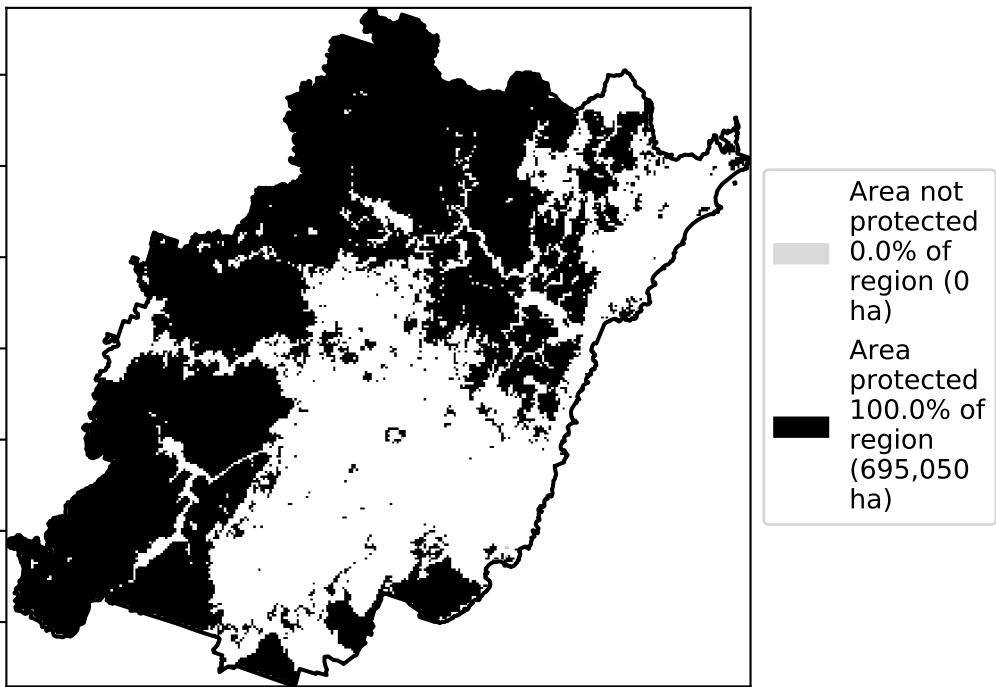 Area not
protected
0.0% of
region (0
ha)
Area
protected
100.0% of
region
(695,050
ha)